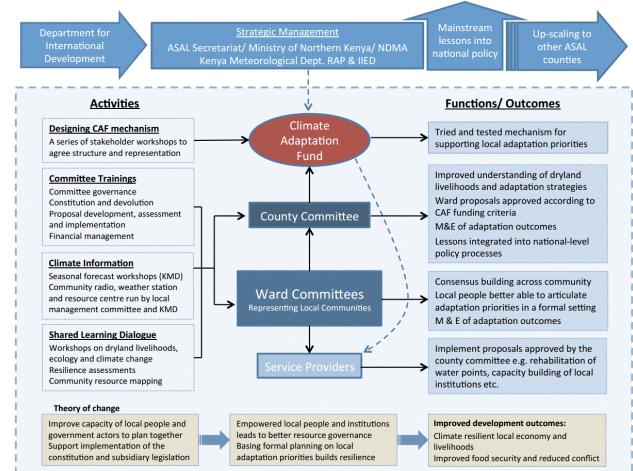 Department for
International
Development
Strategic Management
ASAL Secretariat/ Ministry of Northern Kenya/ NDMA
Kenya Meteorological Dept. RAP & IIED
Mainstream
lessons into
national policy
Up-scaling to
other ASAL
counties
Activities
Functions/ Outcomes
Designing CAF mechanism
A series of stakeholder workshops to
agree structure and representation
Climate
Adaptation
Fund
Tried and tested mechanism for
supporting local adaptation priorities
Committee Trainings
Committee governance
Constitution and devolution
Proposal development, assessment
and implementation
Financial management
County Committee
Improved understanding of dryland
livelihoods and adaptation strategies
Ward proposals approved according to
CAF funding criteria
M&E of adaptation outcomes
Lessons integrated into national-level
policy processes
Climate Information
Seasonal forecast workshops (KMD)
Community radio, weather station
and resource centre run by local
management committee and KMD
Ward Committees
Representing Local Communities
Consensus building across community
Local people better able to articulate
adaptation priorities in a formal setting
M & E of adaptation outcomes
Shared Learning Dialogue
Workshops on dryland livelihoods,
ecology and climate change
Resilience assessments
Community resource mapping
Service Providers
Implement proposals approved by the
county committee e.g. rehabilitation of
water points, capacity building of local
institutions etc.
Theory of change
Improve capacity of local people and
government actors to plan together
Support implementation of the
constitution and subsidiary legislation
Empowered local people and institutions
leads to better resource governance
Basing formal planning on local
adaptation priorities builds resilience
Improved development outcomes:
Climate resilient local economy and
livelihoods
Improved food security and reduced conflict